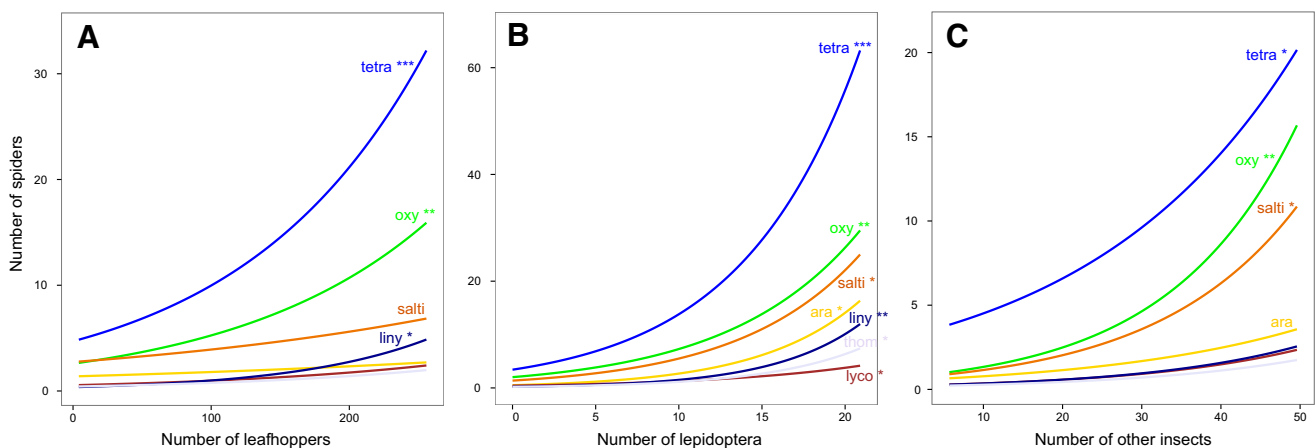 A
B
C
Number of spiders
30
20
10
0
tetra ***
oxy **
salti
liny *
0
100
200
Number of leafhoppers
60
40
20
0
tetra ***
oxy **
salti *
ara *
liny **
thom *
lyco *
0
5
10
15
20
Number of lepidoptera
20
15
10
5
0
tetra *
oxy **
salti *
ara
10
20
30
40
50
Number of other insects